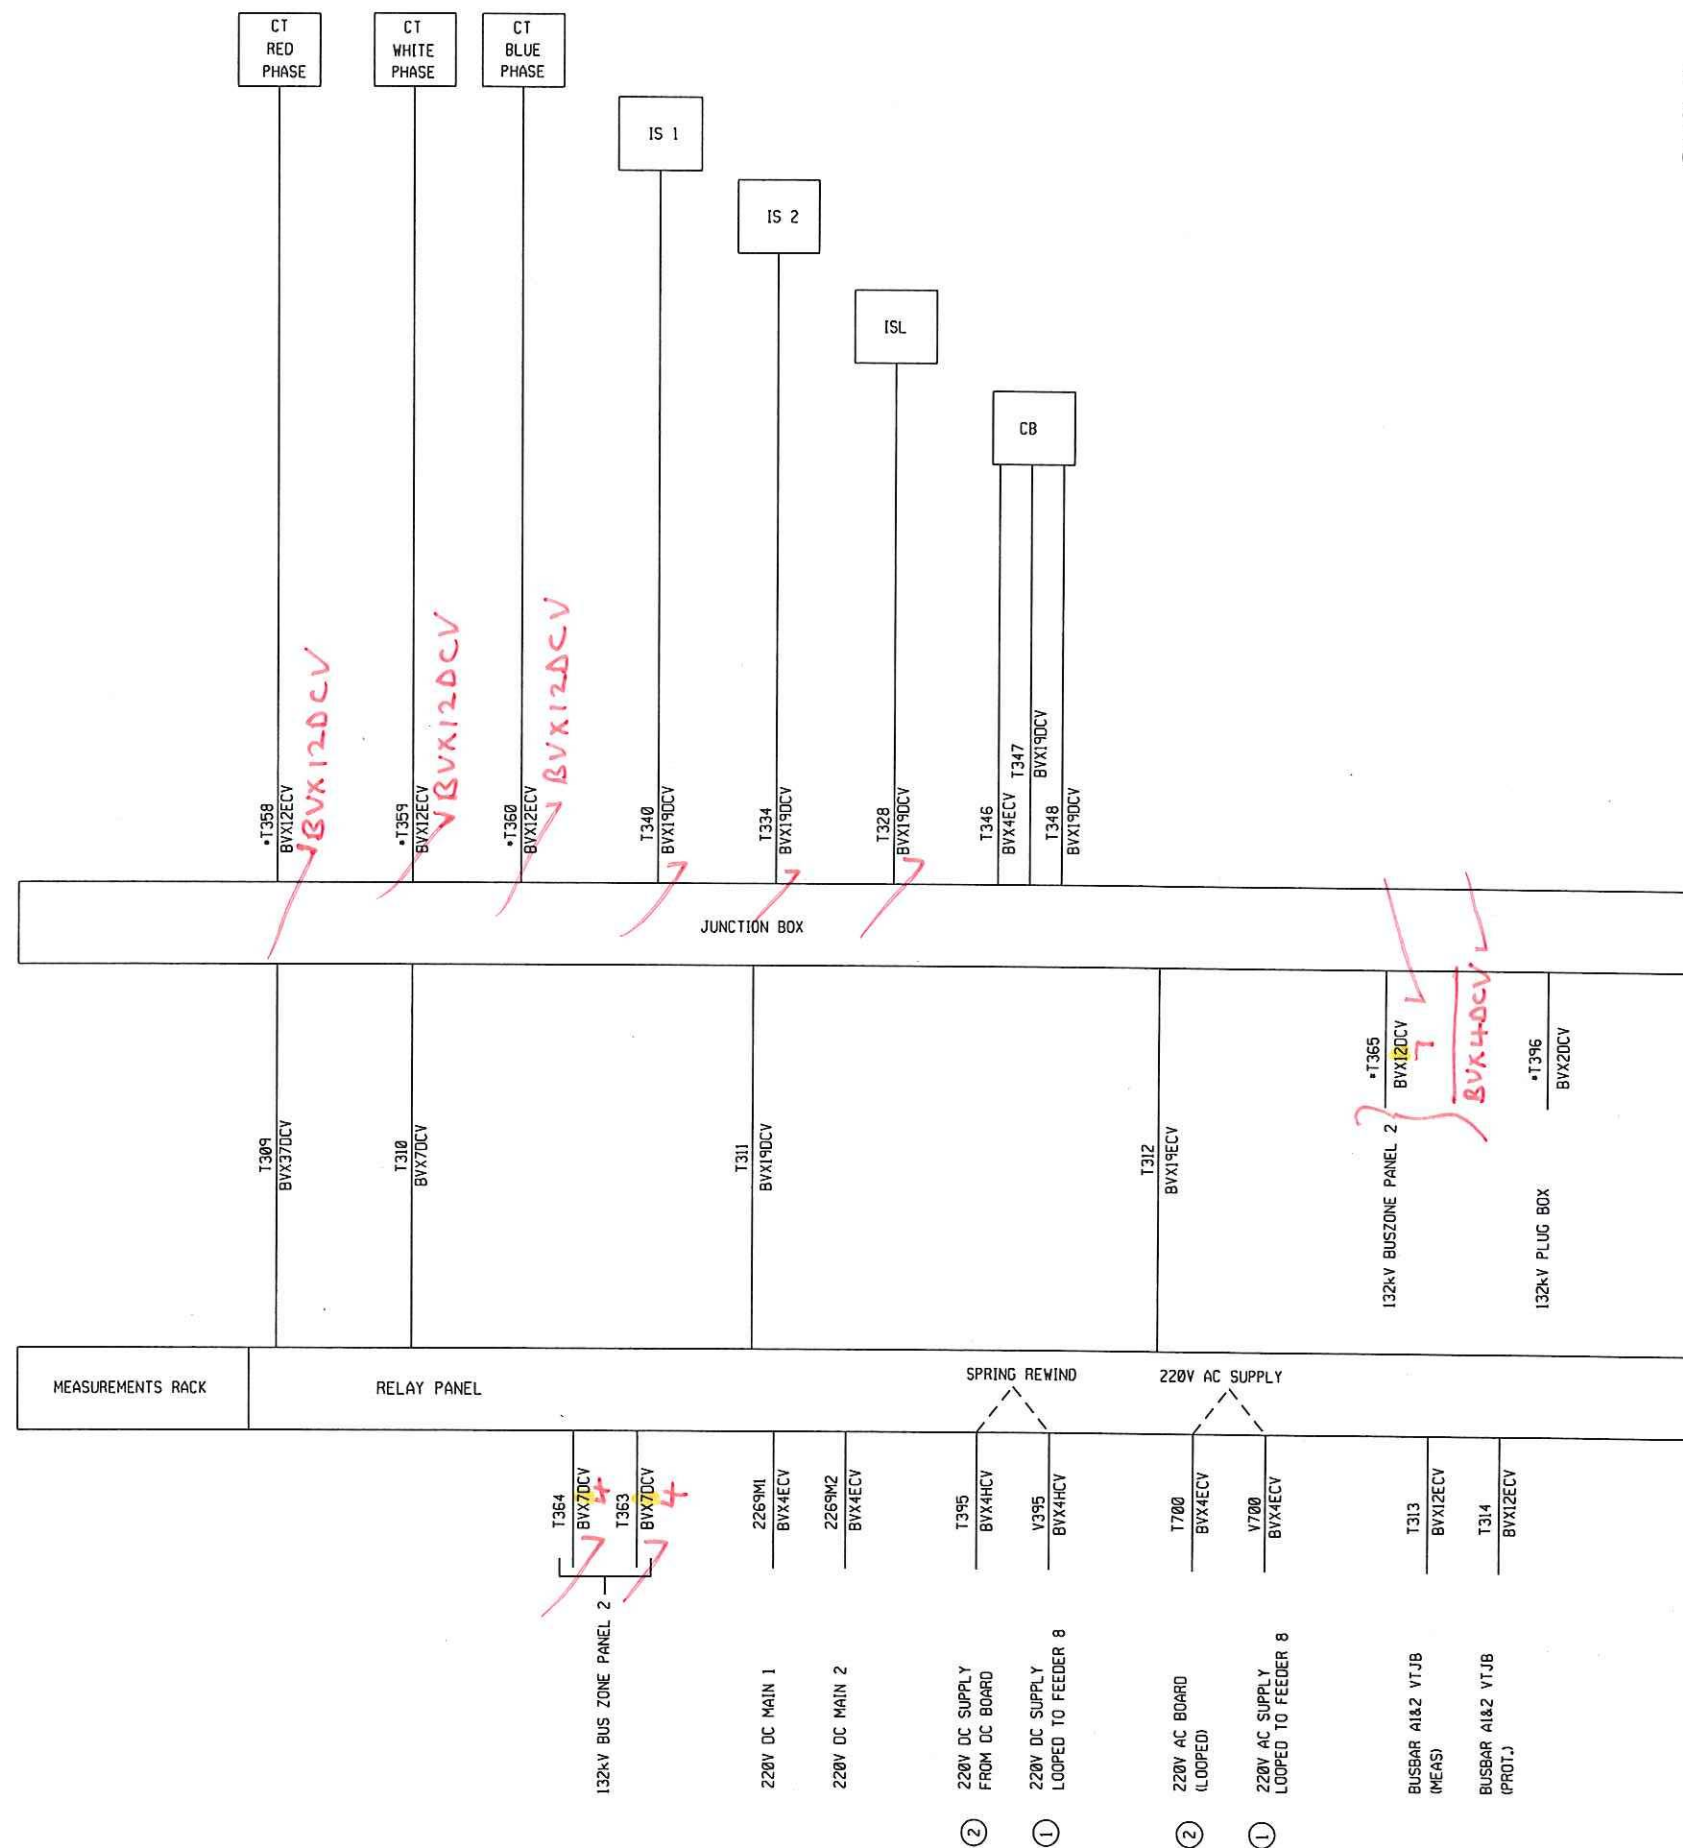 CT
RED
PHASE
CT
WHITE
PHASE
CT
BLUE
PHASE
IS 1
IS 2
ISL
CB
*T358
BVX12ECV
BVX12DCV
*T359
BVX12ECV
BVX12DCV
*T360
BVX12ECV
BVX12DCV
T340
BVX19DCV
T334
BVX19DCV
T328
BVX19DCV
T346
BVX4ECV
T347
BVX19DCV
T348
BVX19DCV
JUNCTION BOX
T309
BVX37DCV
T310
BVX7DCV
T311
BVX19DCV
T312
BVX19ECV
*T365
BVX12DCV
7
132kV BUSZONE PANEL 2
BVX4DCV
*T396
BVX2DCV
132kV PLUG BOX
MEASUREMENTS RACK
RELAY PANEL
SPRING REWIND
220V AC SUPPLY
T364
BVX7DCV
4
T363
BVX7DCV
4
132kV BUS ZONE PANEL 2
2269M1
BVX4ECV
220V DC MAIN 1
2269M2
BVX4ECV
220V DC MAIN 2
T395
BVX4HCV
220V DC SUPPLY
FROM DC BOARD
2
V395
BVX4HCV
220V DC SUPPLY
LOOPED TO FEEDER 8
1
T700
BVX4ECV
220V AC BOARD
(LOOPED)
2
V700
BVX4ECV
220V AC SUPPLY
LOOPED TO FEEDER 8
1
T313
BVX12ECV
BUSBAR A1&2 VTJB
(MEAS)
T314
BVX12ECV
BUSBAR A1&2 VTJB
(PROT.)